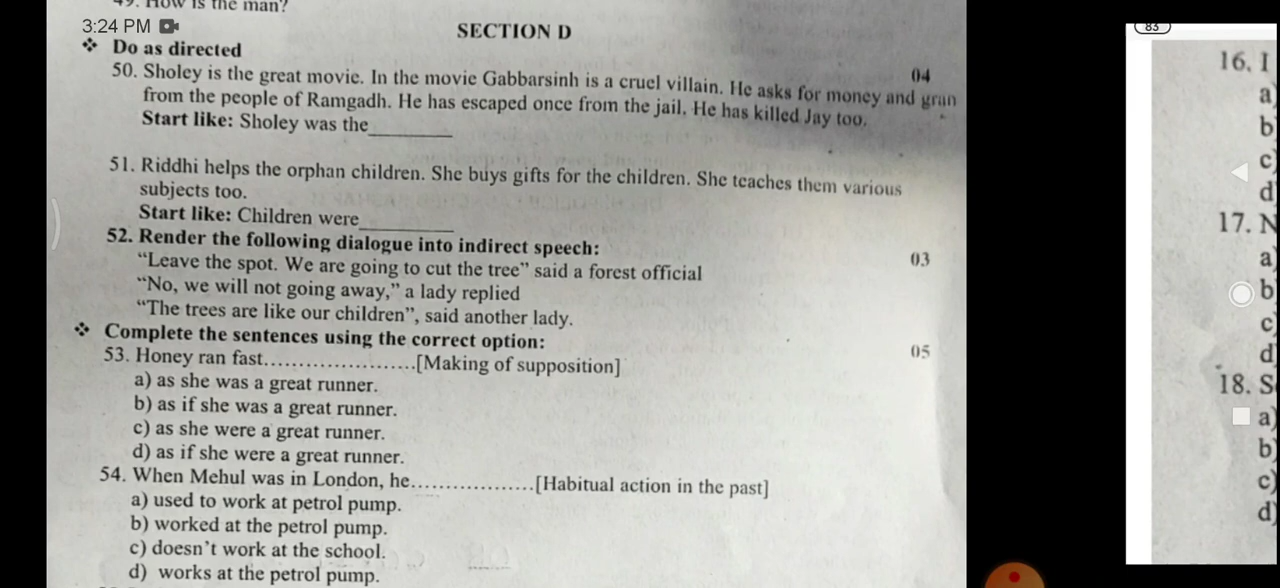 49. How is the man?
3:24 PM
SECTION D
❖ Do as directed
04
50. Sholey is the great movie. In the movie Gabbarsinh is a cruel villain. He asks for money and gran
from the people of Ramgadh. He has escaped once from the jail. He has killed Jay too.
Start like: Sholey was the________
51. Riddhi helps the orphan children. She buys gifts for the children. She teaches them various
subjects too.
Start like: Children were_________
52. Render the following dialogue into indirect speech:
03
“Leave the spot. We are going to cut the tree” said a forest official
“No, we will not going away,” a lady replied
“The trees are like our children”, said another lady.
❖ Complete the sentences using the correct option:
05
53. Honey ran fast......................[Making of supposition]
a) as she was a great runner.
b) as if she was a great runner.
c) as she were a great runner.
d) as if she were a great runner.
54. When Mehul was in London, he.................[Habitual action in the past]
a) used to work at petrol pump.
b) worked at the petrol pump.
c) doesn’t work at the school.
d) works at the petrol pump.
83
16. I
a)
b)
c)
d)
17. N
a)
b)
c)
d)
18. S
a)
b)
c)
d)